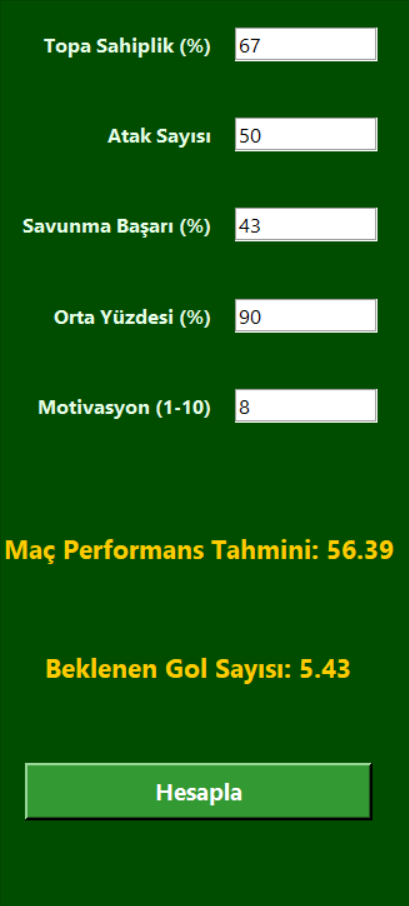 Topa Sahiplik (%) 67
Atak Sayısı 50
Savunma Başarı (%) 43
Orta Yüzdesi (%) 90
Motivasyon (1-10) 8
Maç Performans Tahmini: 56.39
Beklenen Gol Sayısı: 5.43
Hesapla